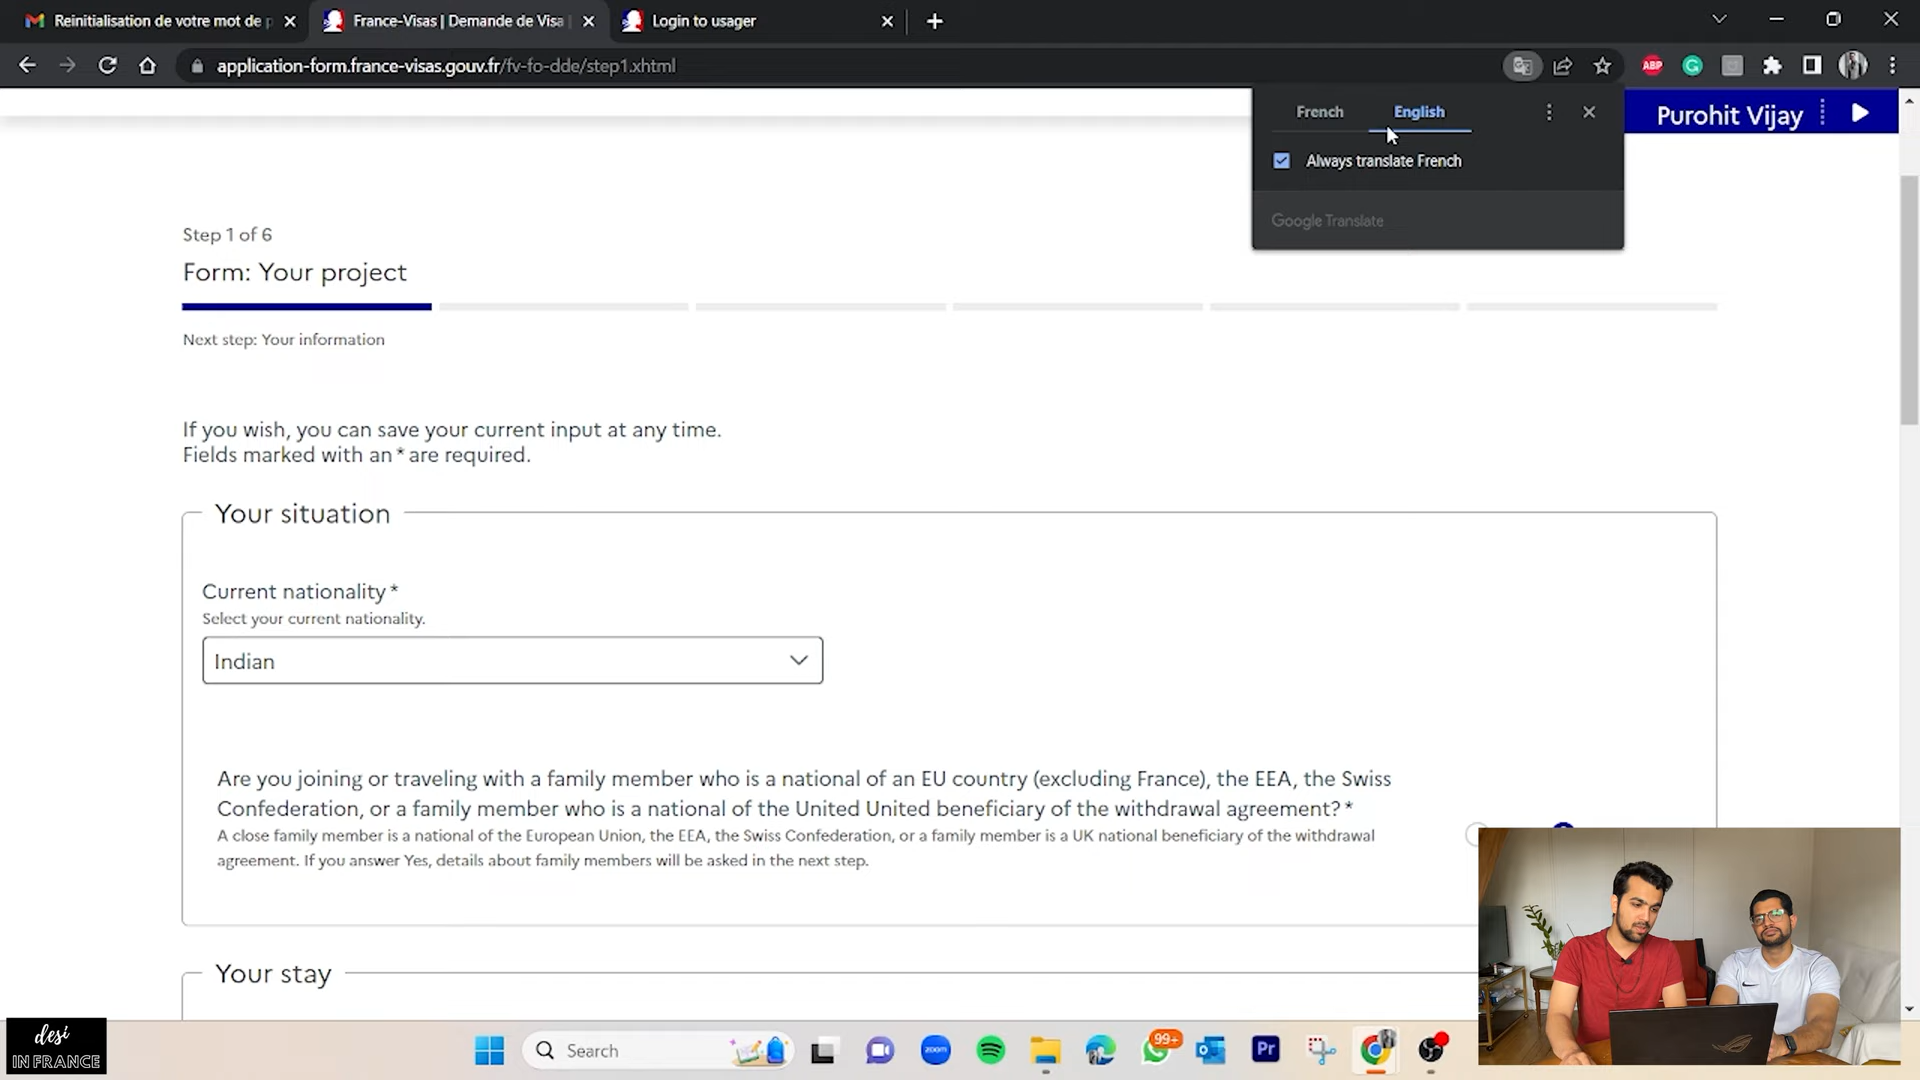 Reinitialisation de votre mot de p
France-Visas | Demande de Visa
Login to usager
application-form.france-visas.gouv.fr/fv-fo-dde/step1.xhtml
ABP
French
English
Always translate French
Google Translate
Purohit Vijay
Step 1 of 6
Form: Your project
Next step: Your information
If you wish, you can save your current input at any time.
Fields marked with an * are required.
Your situation
Current nationality *
Select your current nationality.
Indian
Are you joining or traveling with a family member who is a national of an EU country (excluding France), the EEA, the Swiss
Confederation, or a family member who is a national of the United United beneficiary of the withdrawal agreement? *
A close family member is a national of the European Union, the EEA, the Swiss Confederation, or a family member is a UK national beneficiary of the withdrawal
agreement. If you answer Yes, details about family members will be asked in the next step.
Your stay
desi
IN FRANCE
Search
zoom
99+
Pr